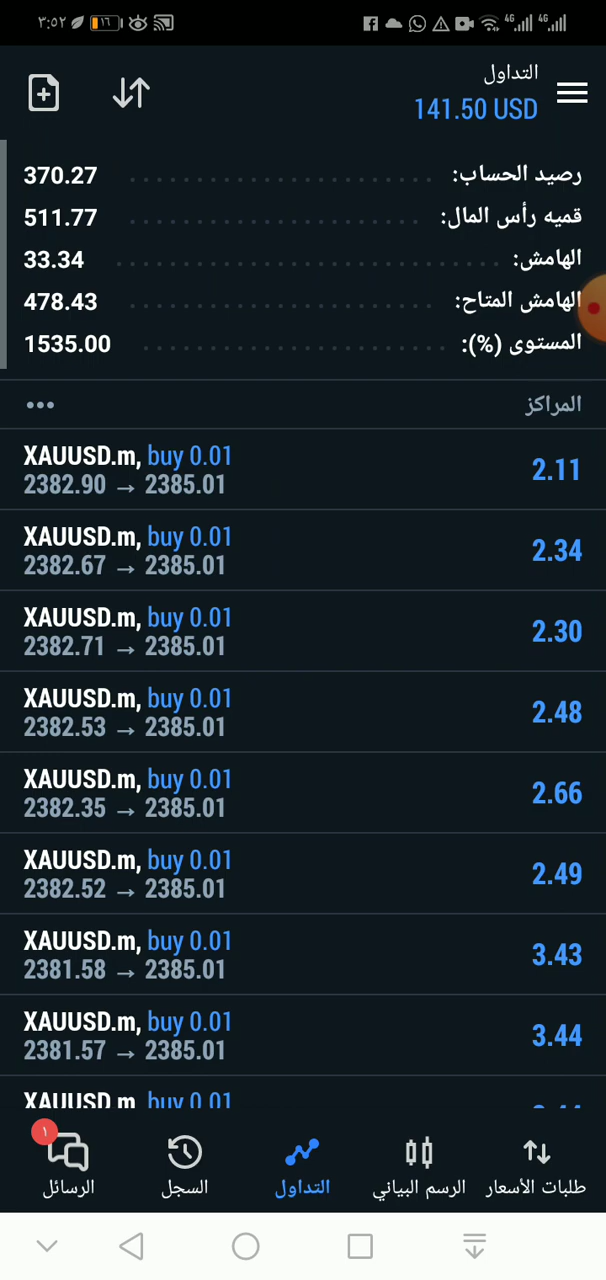 ٣:٥٢ ١٦ 4G 4G
التداول
141.50 USD
رصيد الحساب: 370.27
قميه رأس المال: 511.77
الهامش: 33.34
الهامش المتاح: 478.43
المستوى (%): 1535.00
المراكز
XAUUSD.m, buy 0.01
2382.90 → 2385.01 2.11
XAUUSD.m, buy 0.01
2382.67 → 2385.01 2.34
XAUUSD.m, buy 0.01
2382.71 → 2385.01 2.30
XAUUSD.m, buy 0.01
2382.53 → 2385.01 2.48
XAUUSD.m, buy 0.01
2382.35 → 2385.01 2.66
XAUUSD.m, buy 0.01
2382.52 → 2385.01 2.49
XAUUSD.m, buy 0.01
2381.58 → 2385.01 3.43
XAUUSD.m, buy 0.01
2381.57 → 2385.01 3.44
XAUUSD.m, buy 0.01
طلبات الأسعار الرسم البياني التداول السجل الرسائل ١